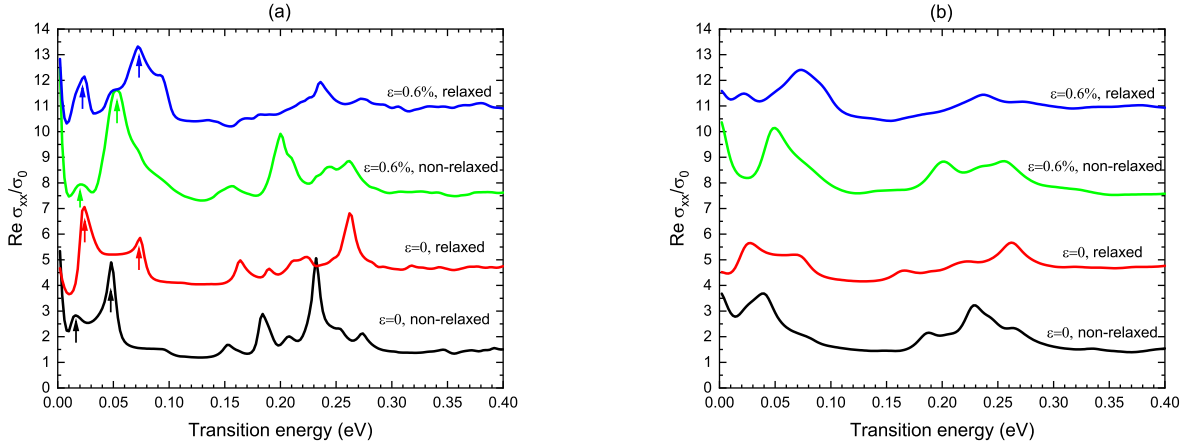 (a)
14
13
12
11
10
9
8
7
6
5
4
3
2
1
0
Re σxx/σ0
ε=0.6%, relaxed
ε=0.6%, non-relaxed
ε=0, relaxed
ε=0, non-relaxed
0.00 0.05 0.10 0.15 0.20 0.25 0.30 0.35 0.40
Transition energy (eV)
(b)
14
13
12
11
10
9
8
7
6
5
4
3
2
1
0
Re σxx/σ0
ε=0.6%, relaxed
ε=0.6%, non-relaxed
ε=0, relaxed
ε=0, non-relaxed
0.00 0.05 0.10 0.15 0.20 0.25 0.30 0.35 0.40
Transition energy (eV)